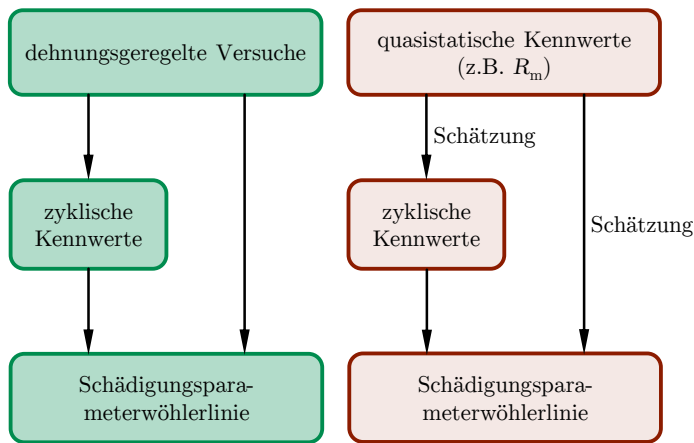 dehnungsgeregelte Versuche
zyklische
Kennwerte
Schädigungspara-
meterwöhlerlinie
quasistatische Kennwerte
(z.B. Rm)
Schätzung
zyklische
Kennwerte
Schätzung
Schädigungspara-
meterwöhlerlinie